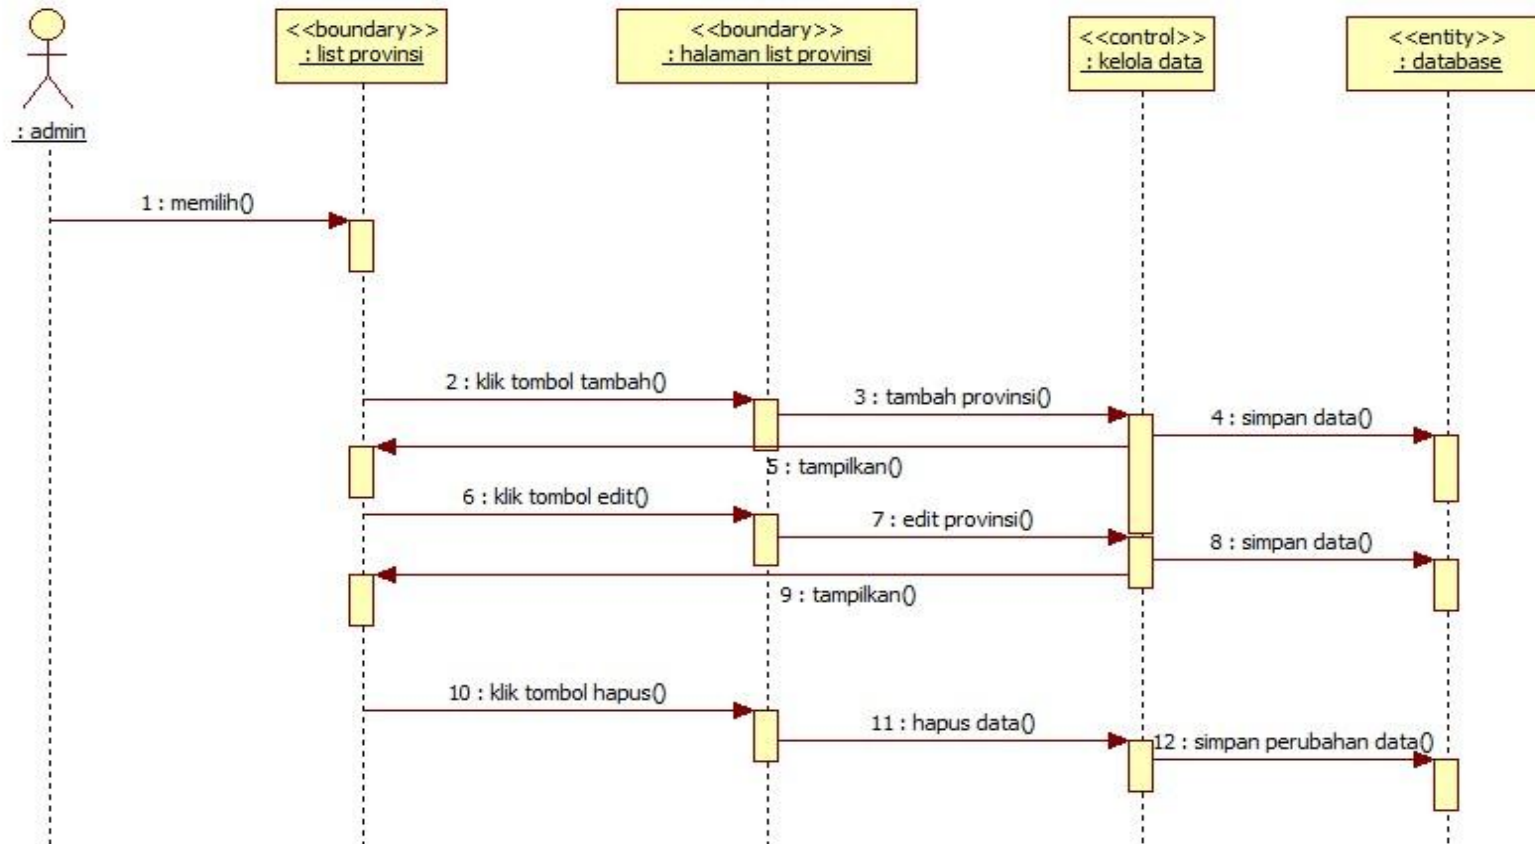 <<boundary>>
: list provinsi
<<boundary>>
: halaman list provinsi
<<control>>
: kelola data
<<entity>>
: database
: admin
1 : memilih()
2 : klik tombol tambah()
3 : tambah provinsi()
4 : simpan data()
5 : tampilkan()
6 : klik tombol edit()
7 : edit provinsi()
8 : simpan data()
9 : tampilkan()
10 : klik tombol hapus()
11 : hapus data()
12 : simpan perubahan data()